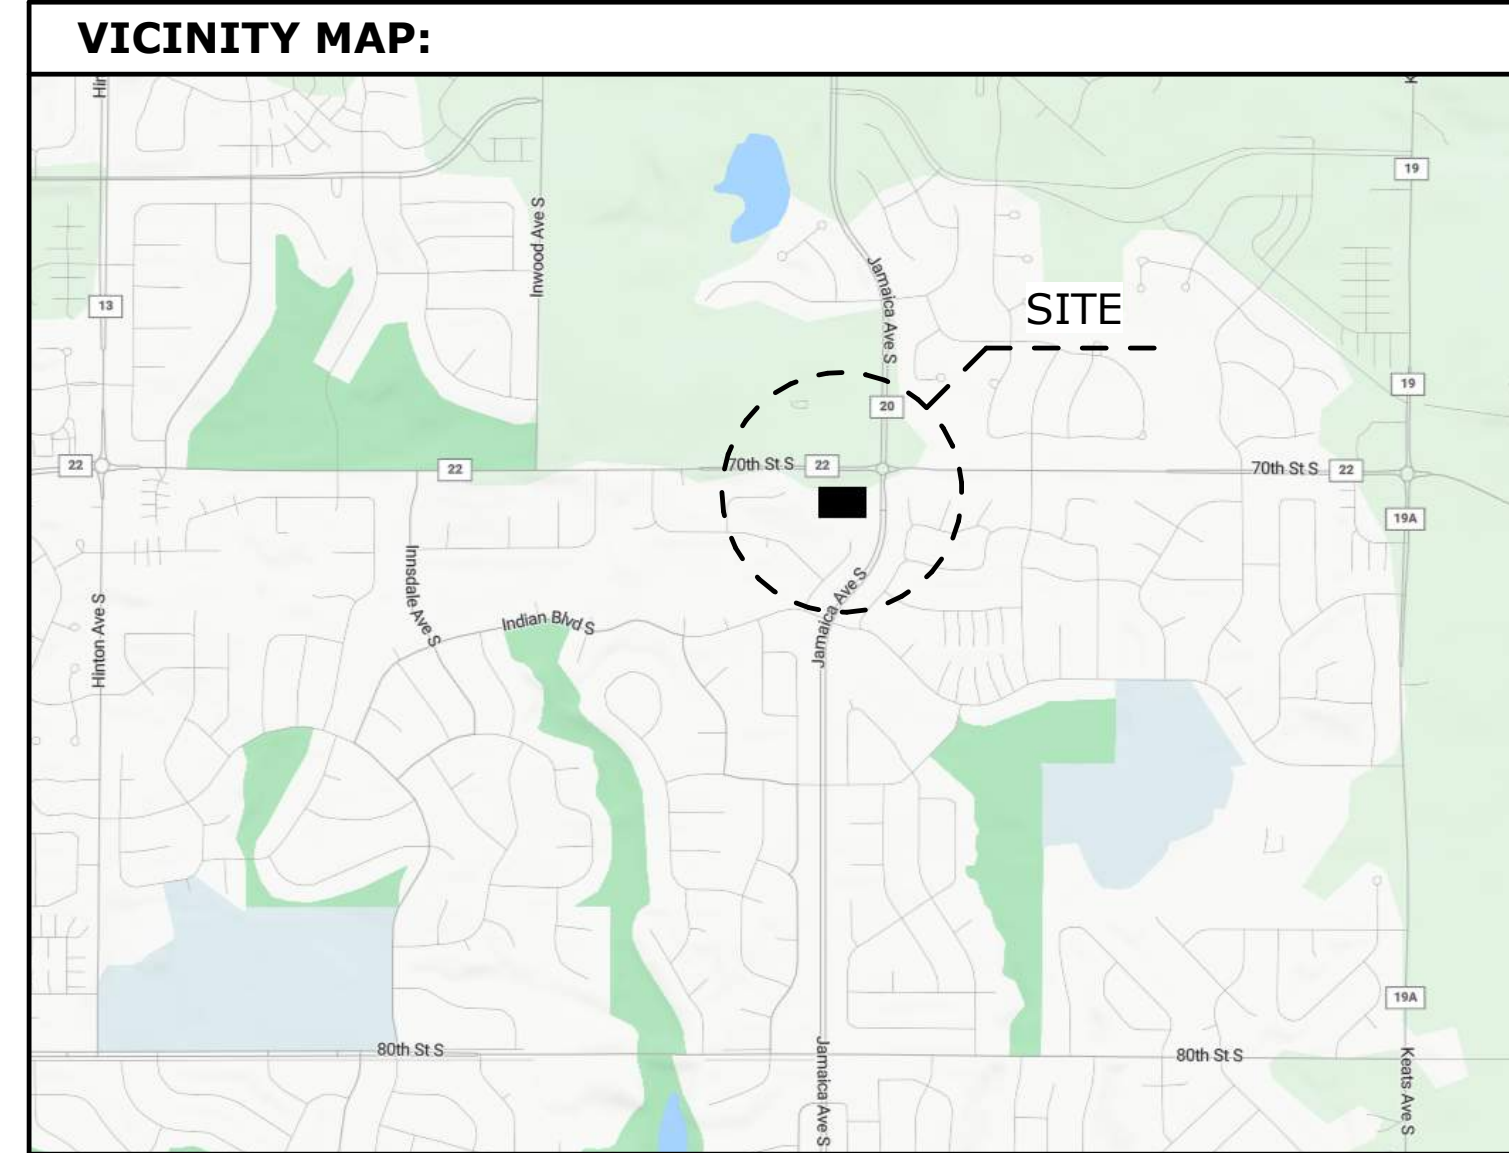 VICINITY MAP:
Hin
K
19
Inwood Ave S
13
Jamaica Ave S
SITE
19
20
22
22
70th St S
22
70th St S
22
19A
Innsdale Ave S
Hinton Ave S
Indian Blvd S
Jamaica Ave S
19A
80th St S
80th St S
Jamaica Ave S
Keats Ave S